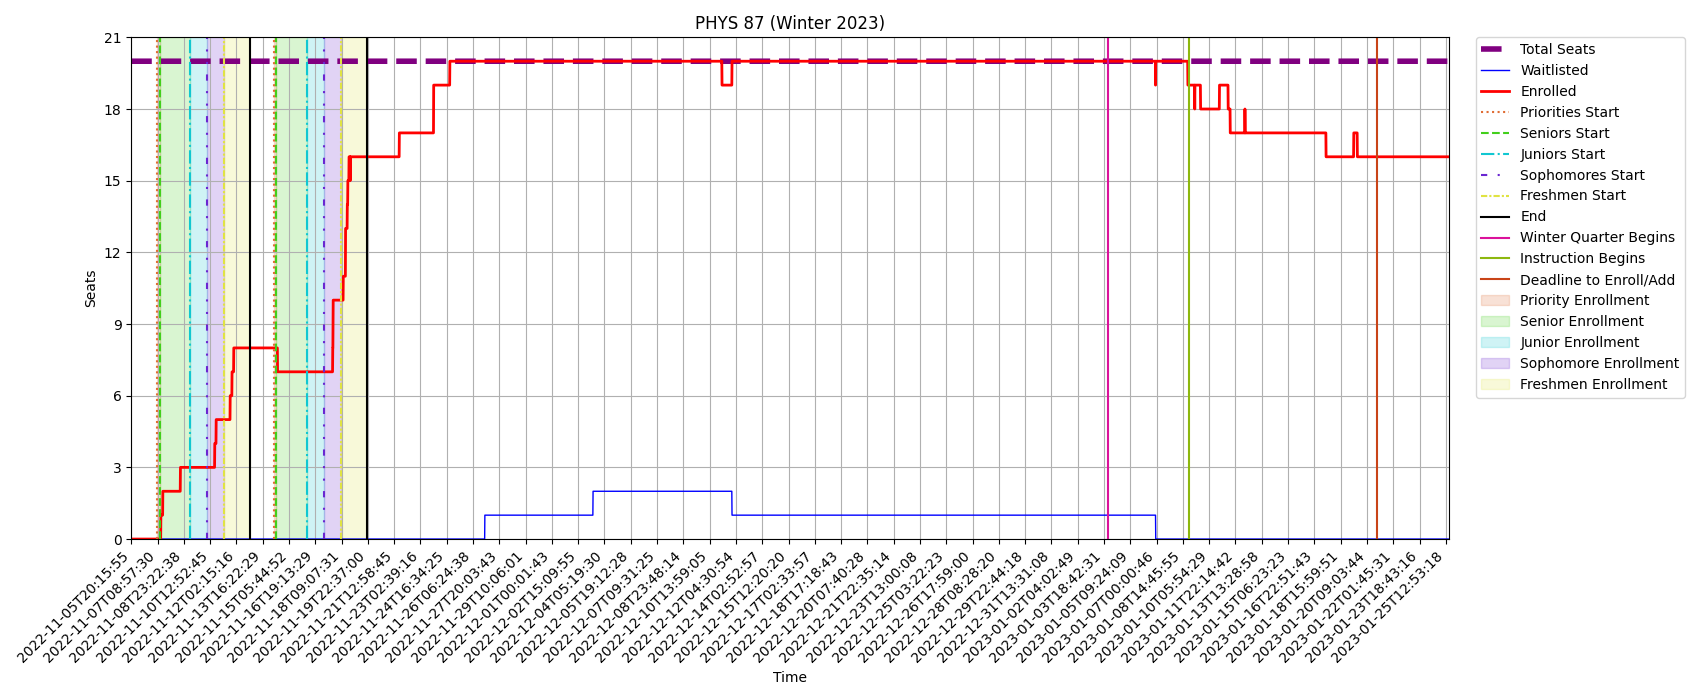 PHYS 87 (Winter 2023)
21
18
15
12
9
6
3
0
Seats
2022-11-05T20:15:55
2022-11-07T08:57:30
2022-11-08T23:22:38
2022-11-10T12:52:45
2022-11-12T02:15:16
2022-11-13T16:22:29
2022-11-15T05:44:52
2022-11-16T19:13:29
2022-11-18T09:07:31
2022-11-19T22:37:00
2022-11-21T12:58:45
2022-11-23T02:39:16
2022-11-24T16:34:25
2022-11-26T06:24:38
2022-11-27T20:03:43
2022-11-29T10:06:01
2022-12-01T00:01:43
2022-12-02T15:09:55
2022-12-04T05:19:30
2022-12-05T19:12:28
2022-12-07T09:31:25
2022-12-08T23:48:14
2022-12-10T13:59:05
2022-12-12T04:30:54
2022-12-14T02:52:57
2022-12-15T12:20:20
2022-12-17T02:33:57
2022-12-18T17:18:43
2022-12-20T07:40:28
2022-12-21T22:35:14
2022-12-23T13:00:08
2022-12-25T03:22:23
2022-12-26T17:59:00
2022-12-28T08:28:20
2022-12-29T22:44:18
2022-12-31T13:31:08
2023-01-02T04:02:49
2023-01-03T18:42:31
2023-01-05T09:24:09
2023-01-07T00:00:46
2023-01-08T14:45:55
2023-01-10T05:54:29
2023-01-11T22:14:42
2023-01-13T13:28:58
2023-01-15T06:23:23
2023-01-16T22:51:43
2023-01-18T15:59:51
2023-01-20T09:03:44
2023-01-22T01:45:31
2023-01-23T18:43:16
2023-01-25T12:53:18
Time
Total Seats
Waitlisted
Enrolled
Priorities Start
Seniors Start
Juniors Start
Sophomores Start
Freshmen Start
End
Winter Quarter Begins
Instruction Begins
Deadline to Enroll/Add
Priority Enrollment
Senior Enrollment
Junior Enrollment
Sophomore Enrollment
Freshmen Enrollment